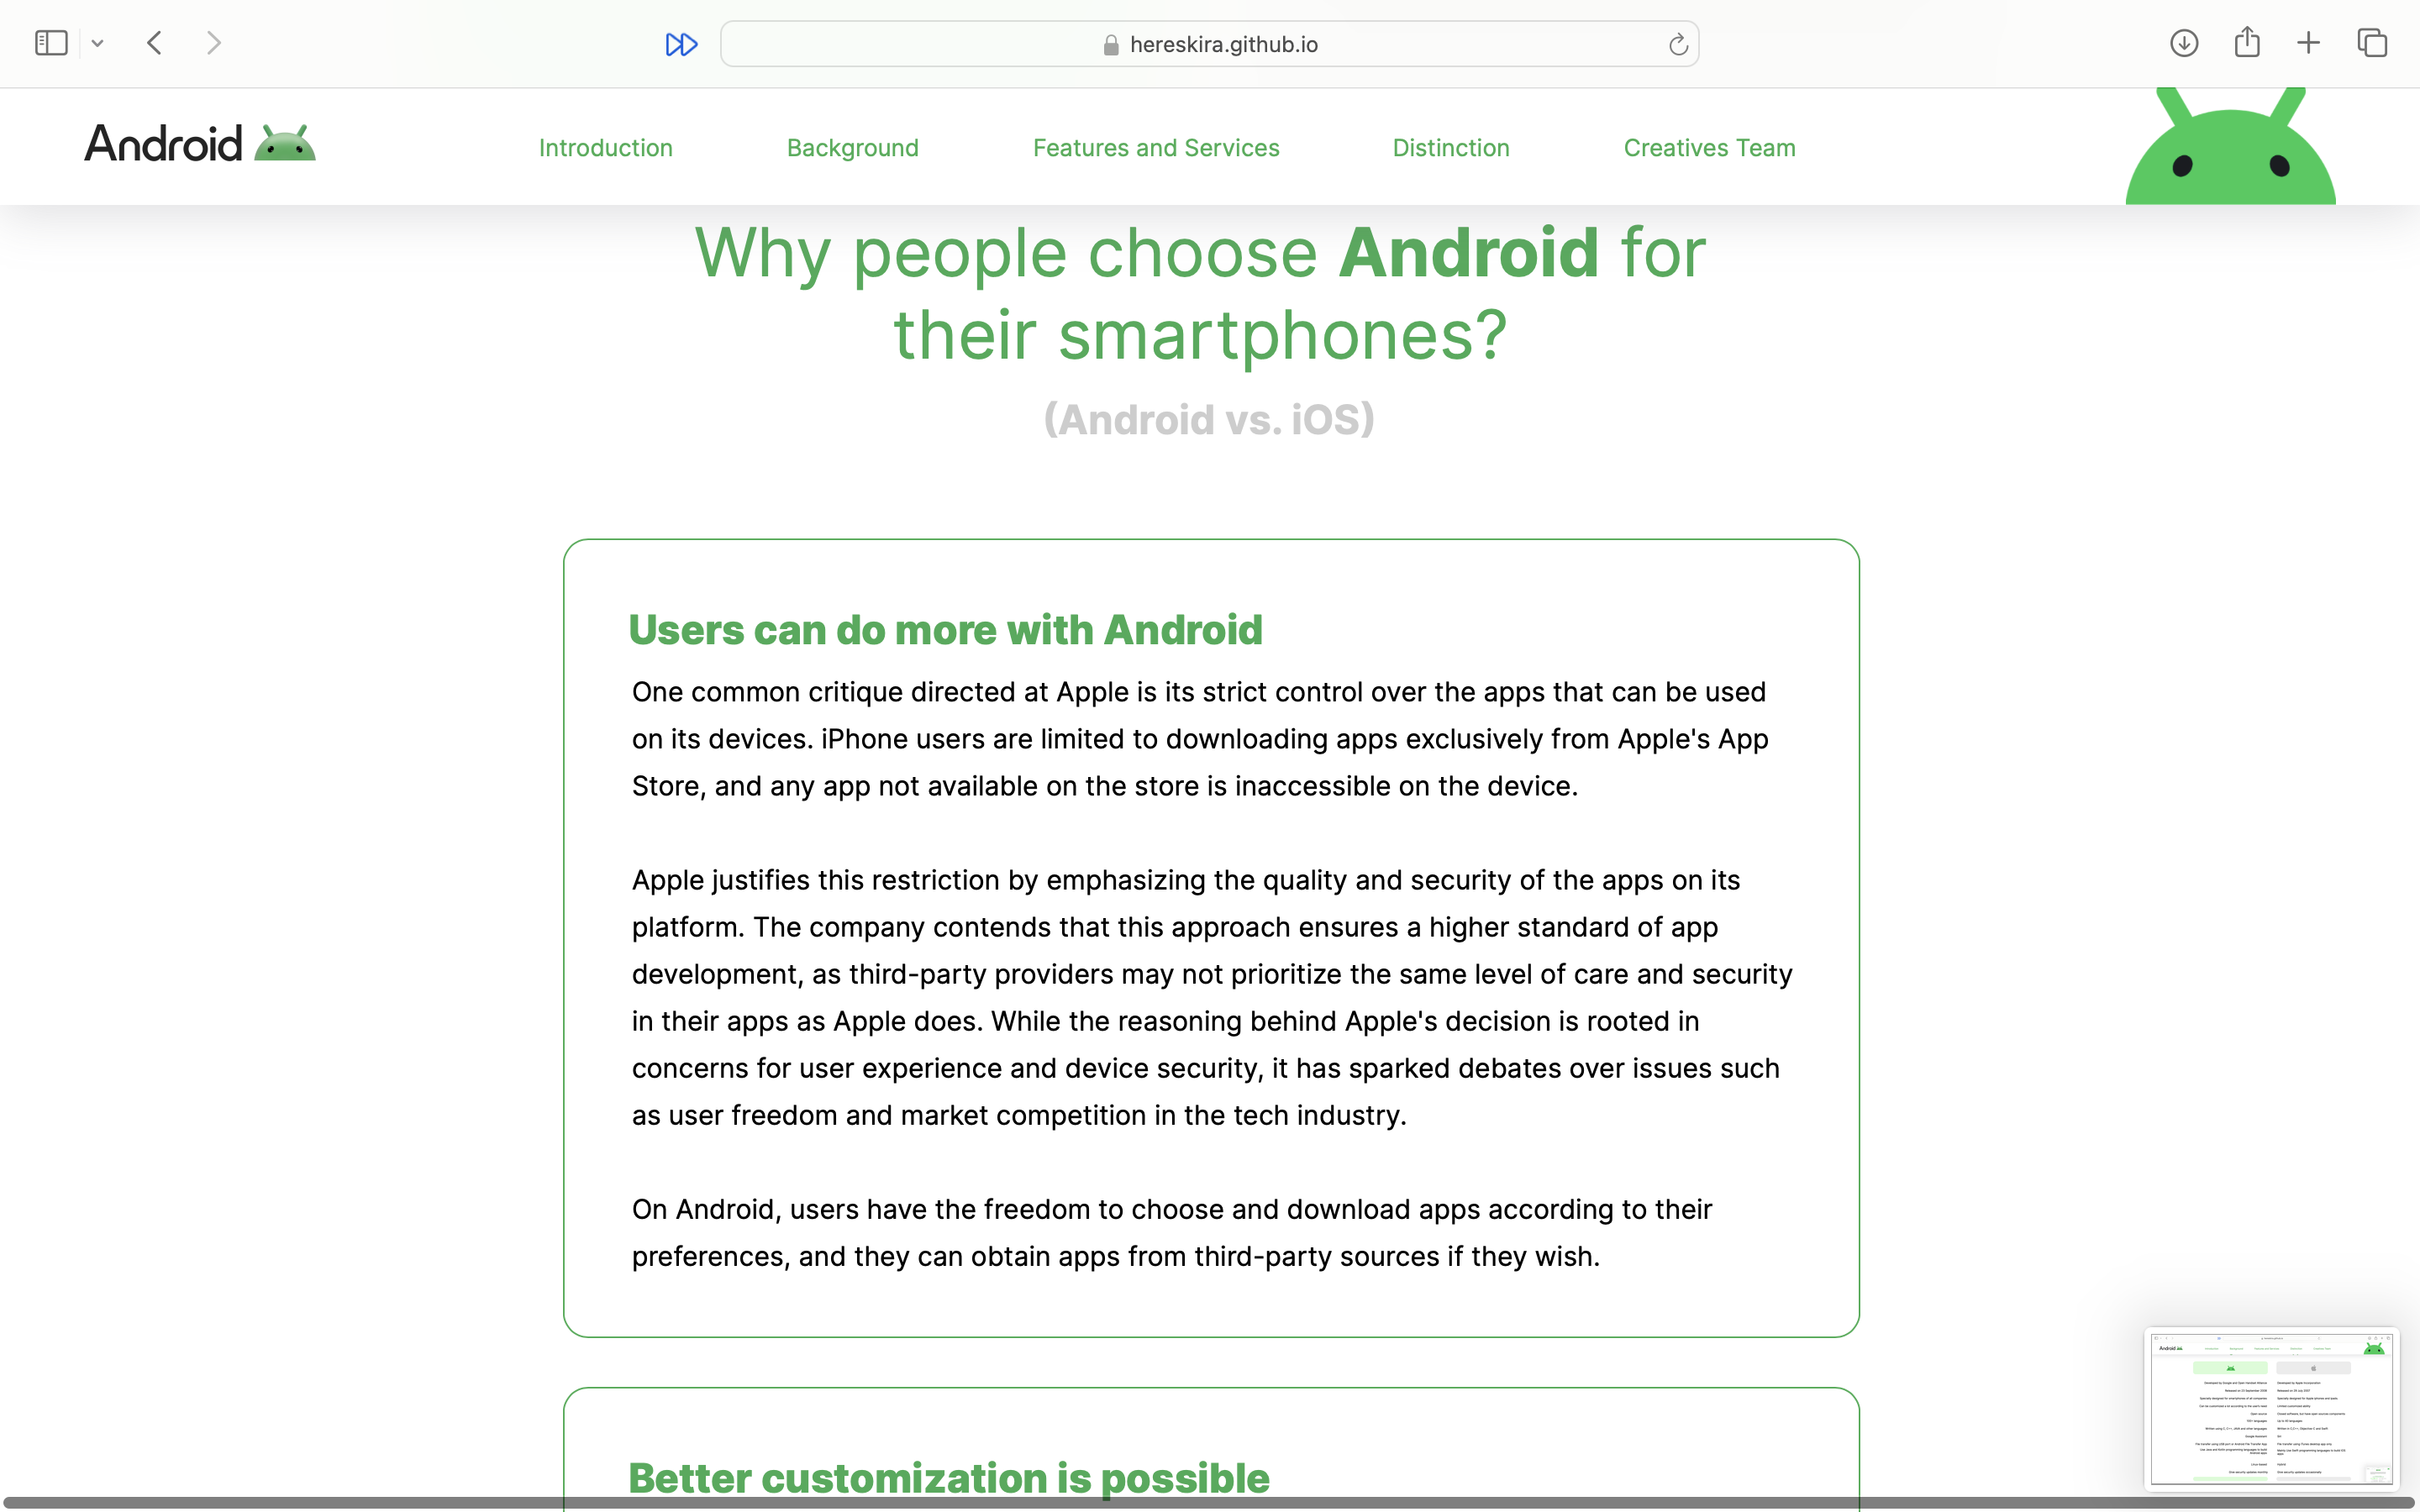 hereskira.github.io
Android
Introduction
Background
Features and Services
Distinction
Creatives Team
Why people choose Android for
their smartphones?
(Android vs. iOS)
Users can do more with Android
One common critique directed at Apple is its strict control over the apps that can be used
on its devices. iPhone users are limited to downloading apps exclusively from Apple's App
Store, and any app not available on the store is inaccessible on the device.
Apple justifies this restriction by emphasizing the quality and security of the apps on its
platform. The company contends that this approach ensures a higher standard of app
development, as third-party providers may not prioritize the same level of care and security
in their apps as Apple does. While the reasoning behind Apple's decision is rooted in
concerns for user experience and device security, it has sparked debates over issues such
as user freedom and market competition in the tech industry.
On Android, users have the freedom to choose and download apps according to their
preferences, and they can obtain apps from third-party sources if they wish.
Better customization is possible
Android